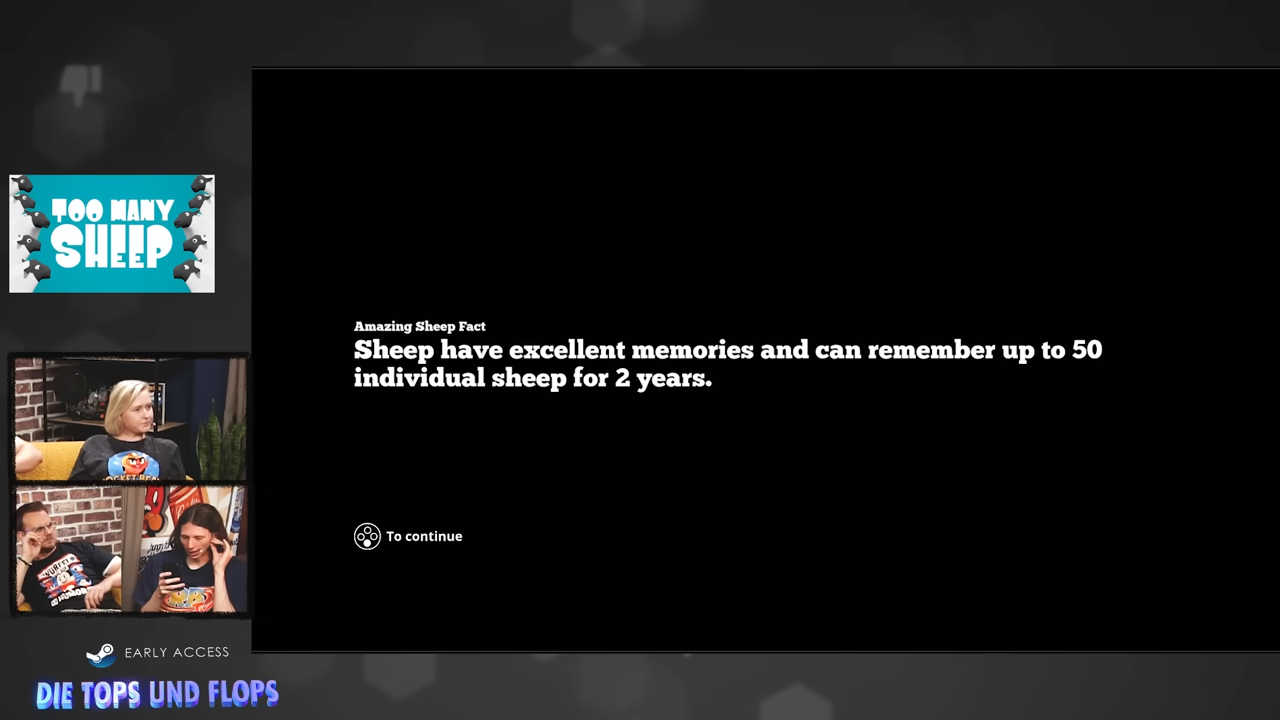 TOO MANY
SHEEP
Amazing Sheep Fact
Sheep have excellent memories and can remember up to 50
individual sheep for 2 years.
To continue
EARLY ACCESS
DIE TOPS UND FLOPS